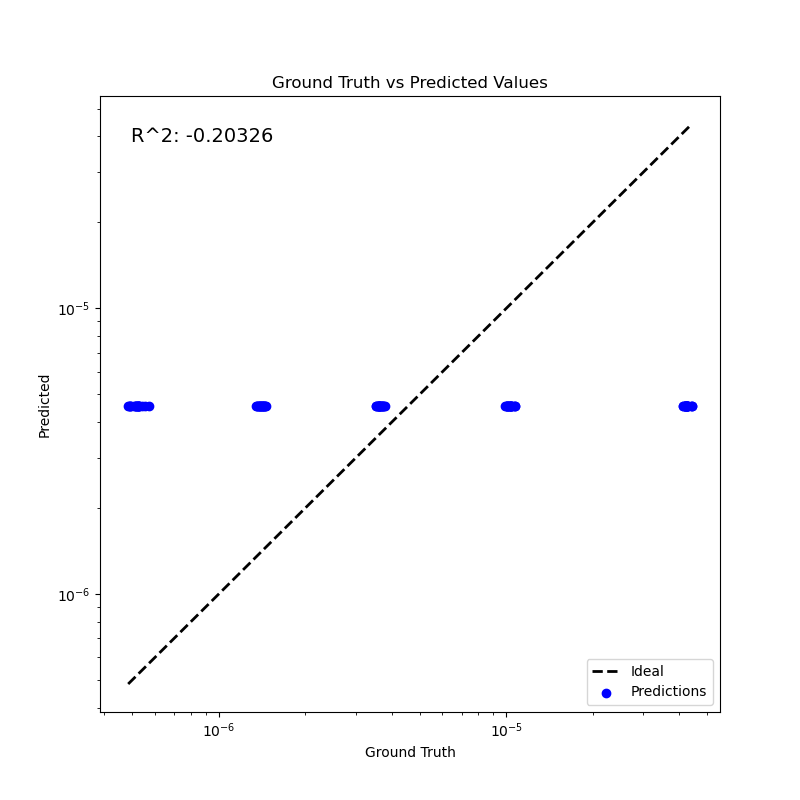 Ground Truth vs Predicted Values
R^2: -0.20326
10⁻⁵
10⁻⁶
Predicted
10⁻⁶ 10⁻⁵
Ground Truth
Ideal
Predictions